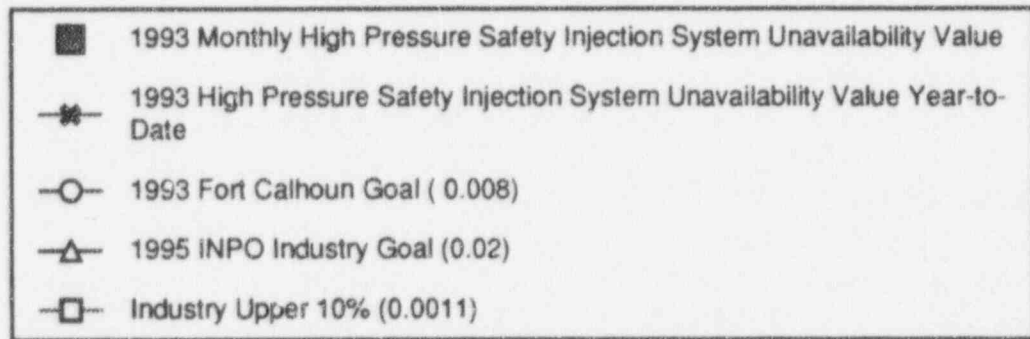 1993 Monthly High Pressure Safety Injection System Unavailability Value
1993 High Pressure Safety Injection System Unavailability Value Year-to-
Date
1993 Fort Calhoun Goal ( 0.008)
1995 INPO Industry Goal (0.02)
Industry Upper 10% (0.0011)